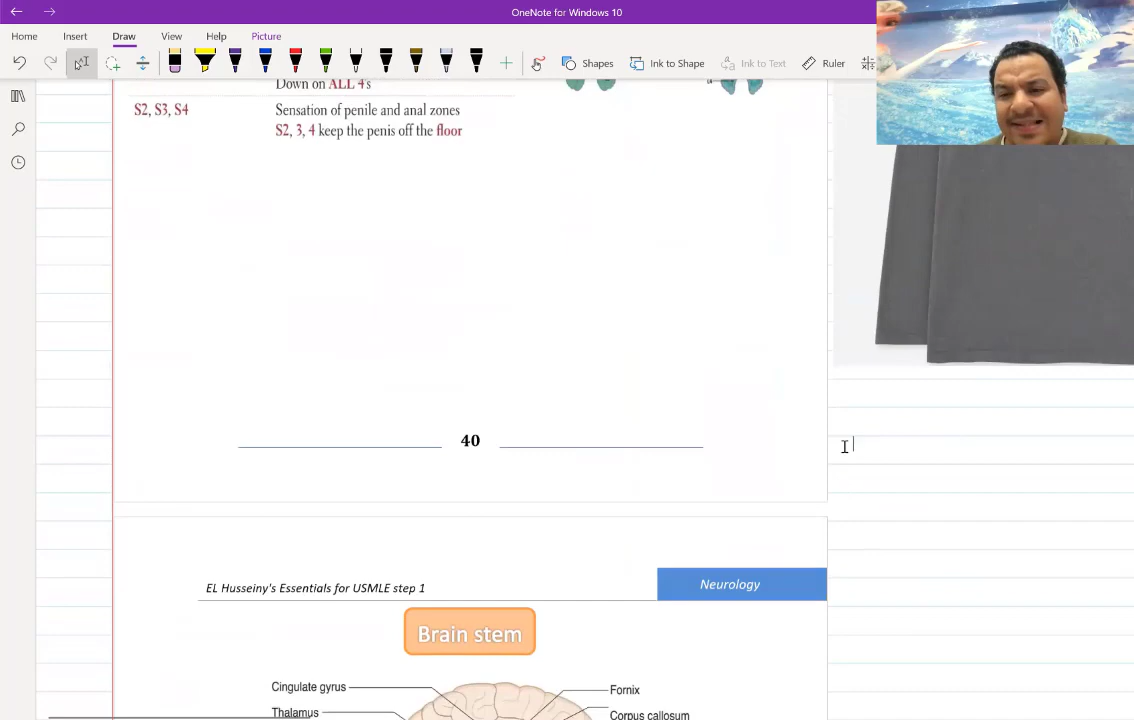 OneNote for Windows 10
Home Insert Draw View Help Picture
Shapes Ink to Shape Ink to Text Ruler
Down on ALL 4's
S2, S3, S4 Sensation of penile and anal zones
S2, 3, 4 keep the penis off the floor
40
EL Husseiny's Essentials for USMLE step 1 Neurology
Brain stem
Cingulate gyrus Fornix
Thalamus Corpus callosum